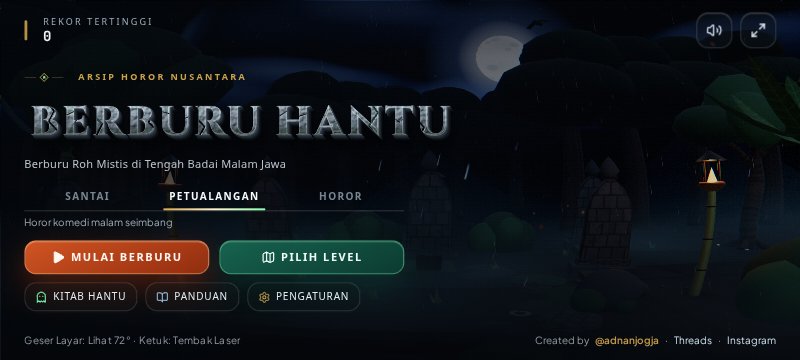 REKOR TERTINGGI
0
ARSIP HOROR NUSANTARA
BERBURU HANTU
Berburu Roh Mistis di Tengah Badai Malam Jawa
SANTAI PETUALANGAN HOROR
Horor komedi malam seimbang
MULAI BERBURU PILIH LEVEL
KITAB HANTU PANDUAN PENGATURAN
Geser Layar: Lihat 72° · Ketuk: Tembak Laser Created by @adnanjogja · Threads · Instagram